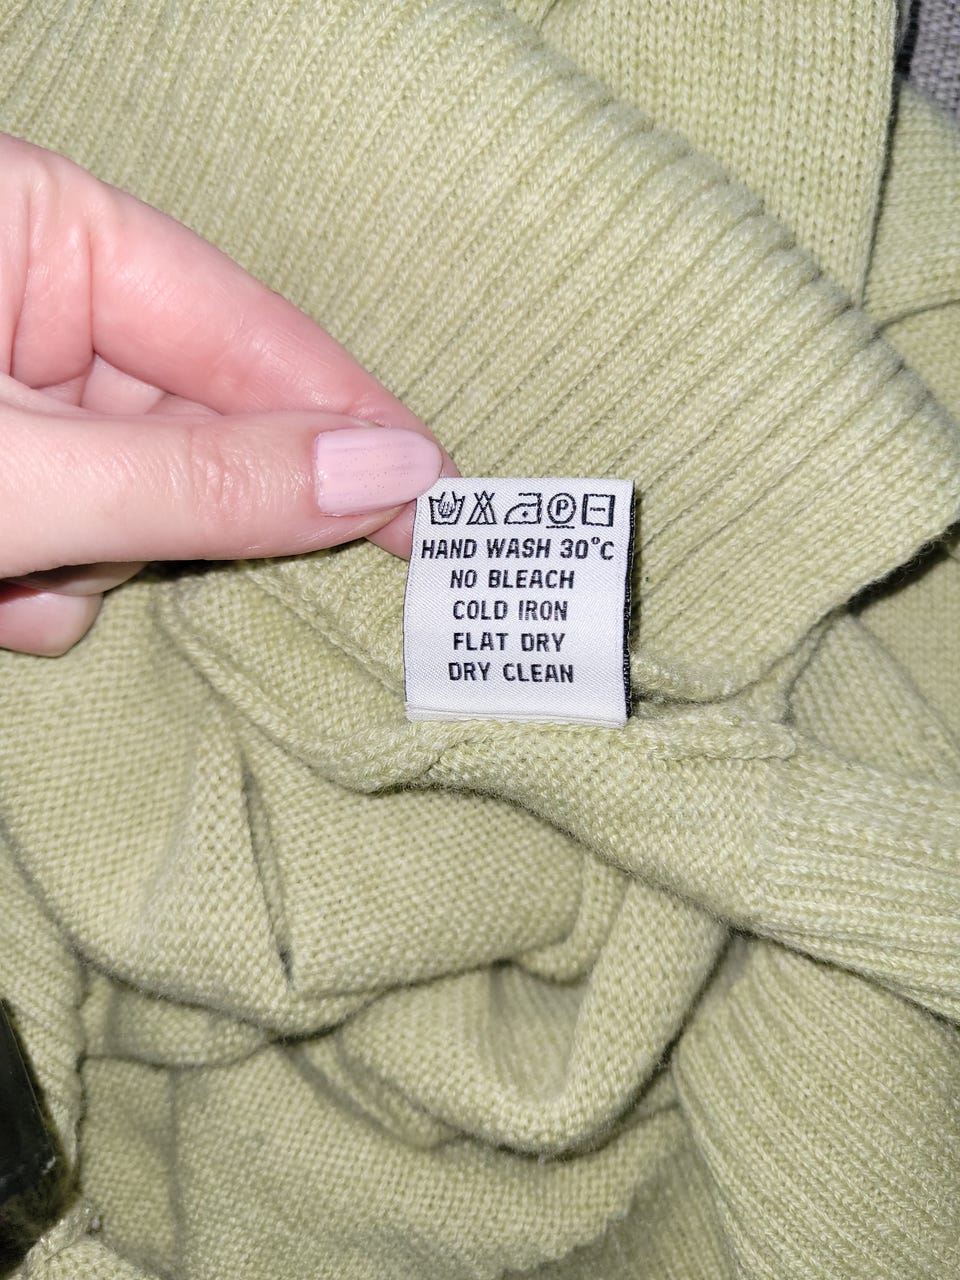 P
HAND WASH 30°C
NO BLEACH
COLD IRON
FLAT DRY
DRY CLEAN